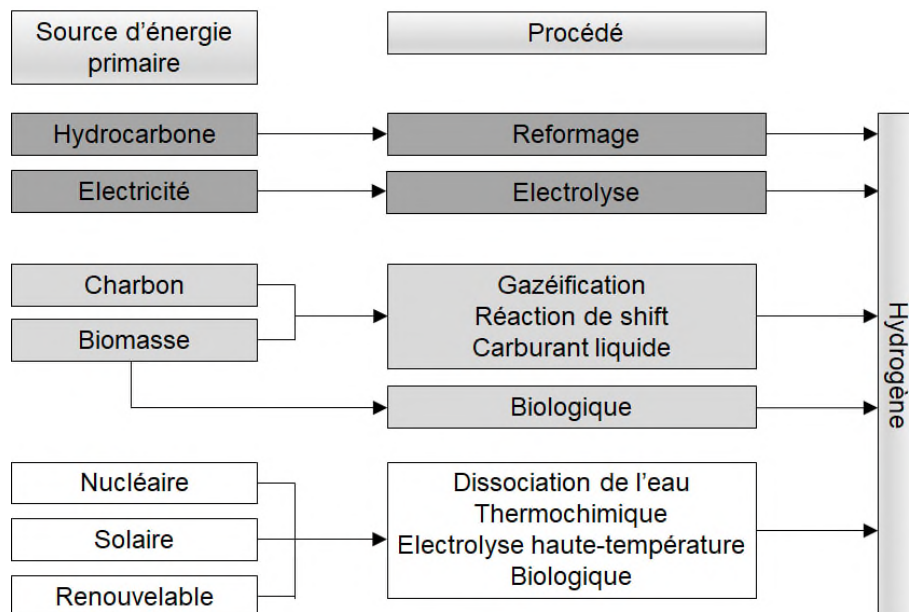 Source d'énergie
primaire
Procédé
Hydrocarbone
Reformage
Electricité
Electrolyse
Charbon
Biomasse
Gazéification
Réaction de shift
Carburant liquide
Biologique
Nucléaire
Solaire
Renouvelable
Dissociation de l'eau
Thermochimique
Electrolyse haute-température
Biologique
Hydrogène